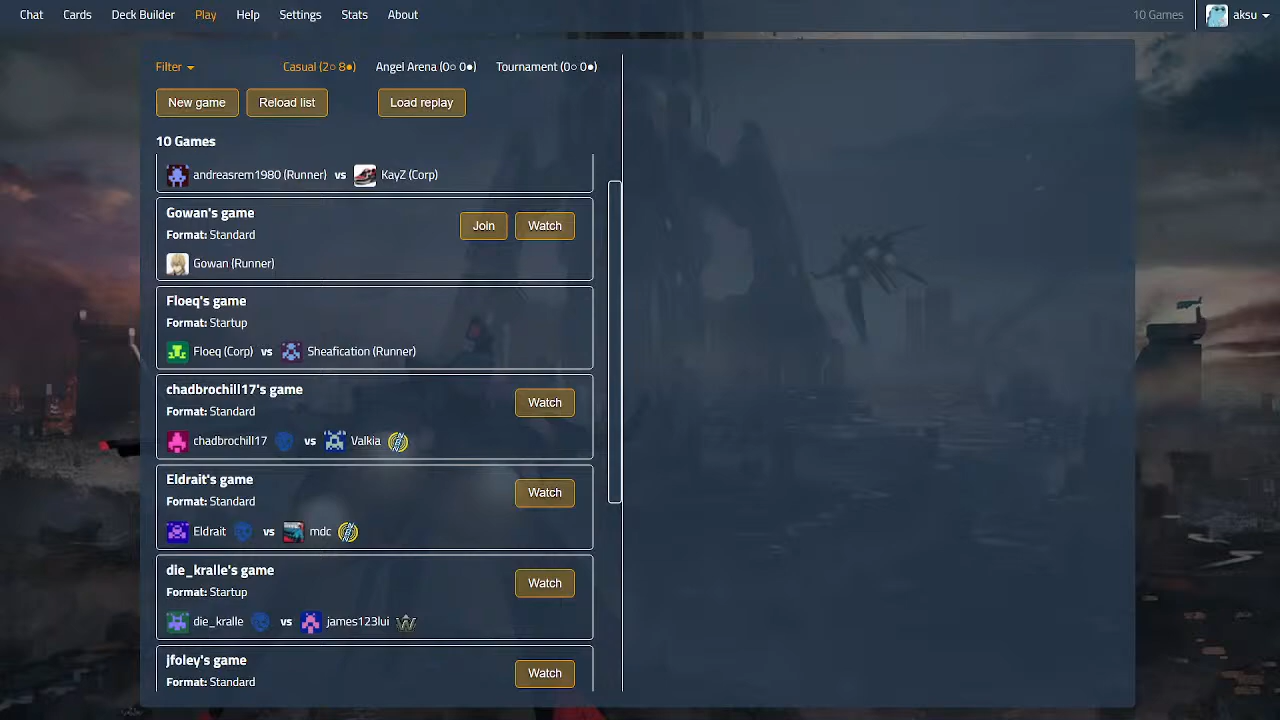 Chat Cards Deck Builder Play Help Settings Stats About 10 Games aksu
Filter Casual (2○ 8●) Angel Arena (0○ 0●) Tournament (0○ 0●)
New game Reload list Load replay
10 Games
andreasrem1980 (Runner) vs KayZ (Corp)
Gowan's game
Join Watch
Format: Standard
Gowan (Runner)
Floeq's game
Format: Startup
Floeq (Corp) vs Sheafication (Runner)
chadbrochill17's game
Watch
Format: Standard
chadbrochill17 vs Valkia
Eldrait's game
Watch
Format: Standard
Eldrait vs mdc
die_kralle's game
Watch
Format: Startup
die_kralle vs james123lui
jfoley's game
Watch
Format: Standard